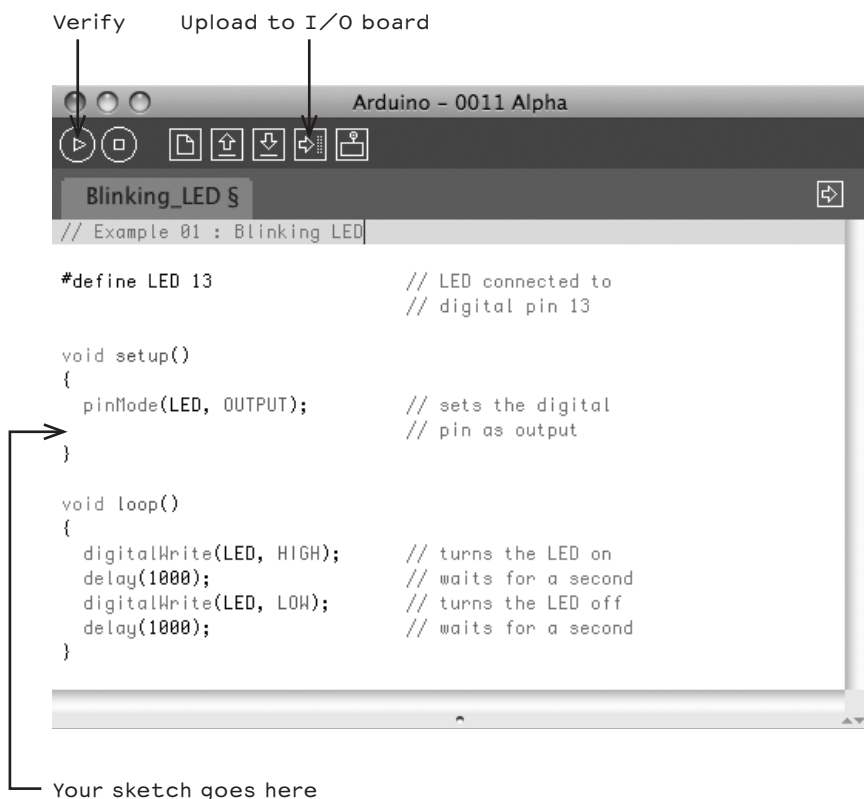 Verify Upload to I/O board
Arduino – 0011 Alpha
Blinking_LED §
// Example 01 : Blinking LED
#define LED 13 // LED connected to
// digital pin 13
void setup()
{
pinMode(LED, OUTPUT); // sets the digital
// pin as output
}
void loop()
{
digitalWrite(LED, HIGH); // turns the LED on
delay(1000); // waits for a second
digitalWrite(LED, LOW); // turns the LED off
delay(1000); // waits for a second
}
Your sketch goes here